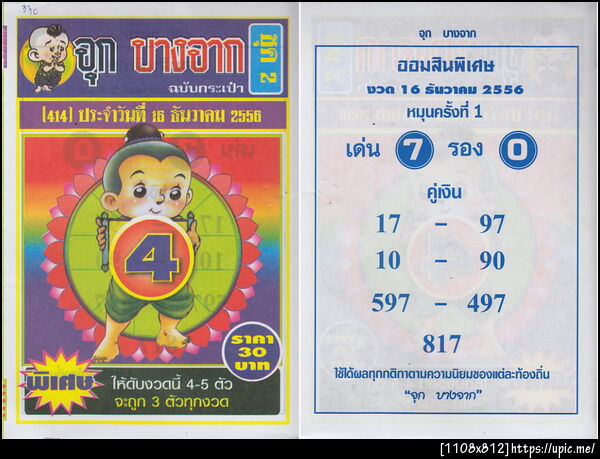 370
จุก บางจาก
ชุด 2
ฉบับกระเป๋า
[414] ประจำวันที่ 16 ธันวาคม 2556
4
ราคา
30
บาท
พิเศษ
ให้ดับงวดนี้ 4-5 ตัว
จะถูก 3 ตัวทุกงวด
จุก บางจาก
ออมสินพิเศษ
งวด 16 ธันวาคม 2556
หมุนครั้งที่ 1
เด่น 7 รอง 0
คู่เงิน
17 - 97
10 - 90
597 - 497
817
ใช้ได้ผลทุกกติกาตามความนิยมของแต่ละท้องถิ่น
"จุก บางจาก"
[1108x812]https://upic.me/